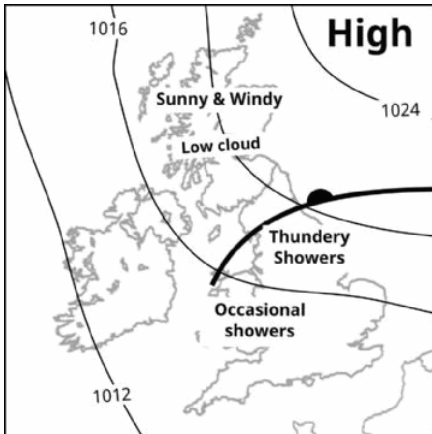 1016
High
Sunny & Windy
1024
Low cloud
Thundery
Showers
Occasional
showers
1012